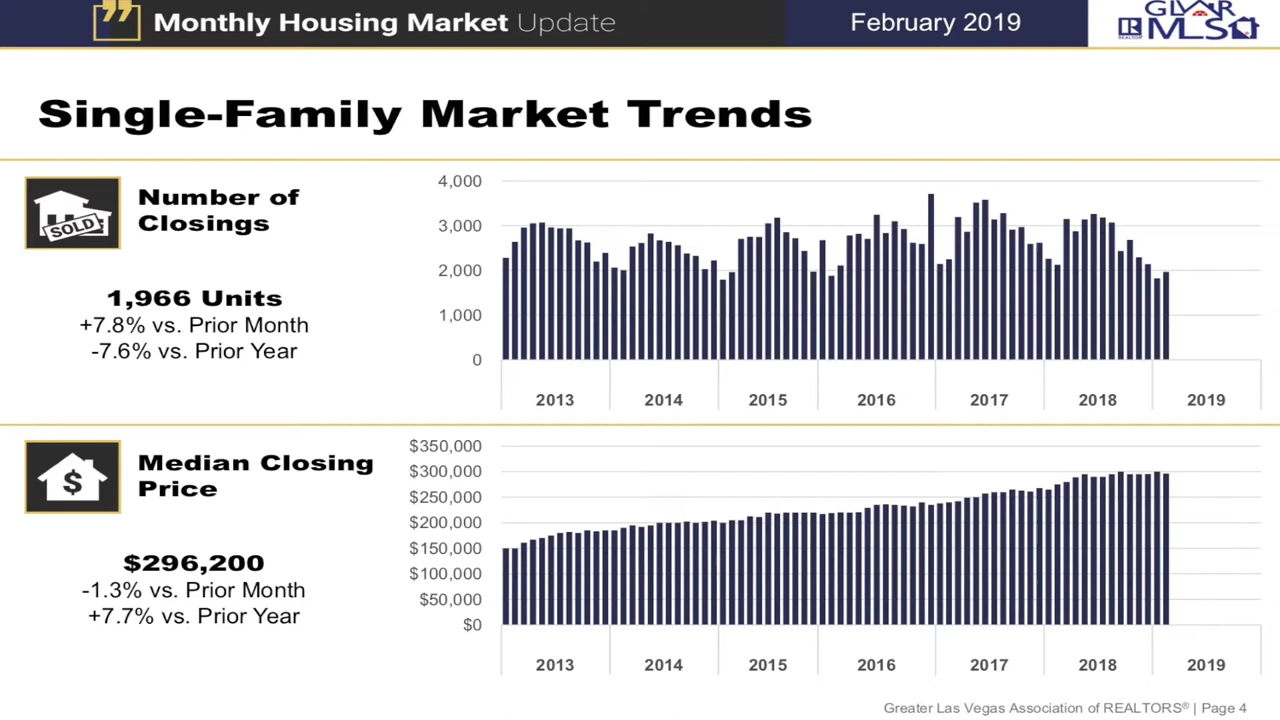 Monthly Housing Market Update
February 2019
GLVAR
REALTOR MLS
Single-Family Market Trends
SOLD
Number of
Closings
1,966 Units
+7.8% vs. Prior Month
-7.6% vs. Prior Year
4,000
3,000
2,000
1,000
0
2013 2014 2015 2016 2017 2018 2019
$
Median Closing
Price
$296,200
-1.3% vs. Prior Month
+7.7% vs. Prior Year
$350,000
$300,000
$250,000
$200,000
$150,000
$100,000
$50,000
$0
2013 2014 2015 2016 2017 2018 2019
Greater Las Vegas Association of REALTORS® | Page 4